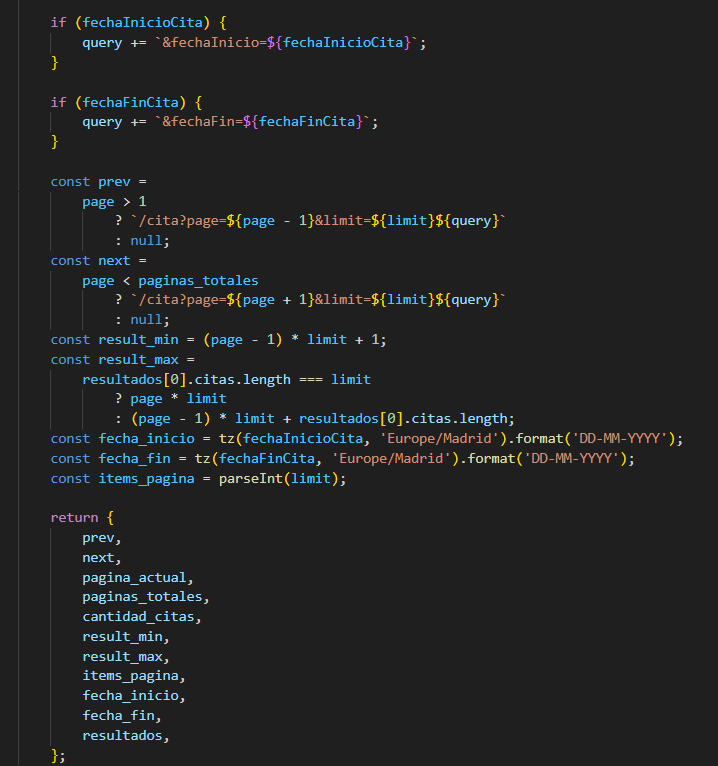 if (fechaInicioCita) {
query += `&fechaInicio=${fechaInicioCita}`;
}
if (fechaFinCita) {
query += `&fechaFin=${fechaFinCita}`;
}
const prev =
page > 1
? `/cita?page=${page - 1}&limit=${limit}${query}`
: null;
const next =
page < paginas_totales
? `/cita?page=${page + 1}&limit=${limit}${query}`
: null;
const result_min = (page - 1) * limit + 1;
const result_max =
resultados[0].citas.length === limit
? page * limit
: (page - 1) * limit + resultados[0].citas.length;
const fecha_inicio = tz(fechaInicioCita, 'Europe/Madrid').format('DD-MM-YYYY');
const fecha_fin = tz(fechaFinCita, 'Europe/Madrid').format('DD-MM-YYYY');
const items_pagina = parseInt(limit);
return {
prev,
next,
pagina_actual,
paginas_totales,
cantidad_citas,
result_min,
result_max,
items_pagina,
fecha_inicio,
fecha_fin,
resultados,
};